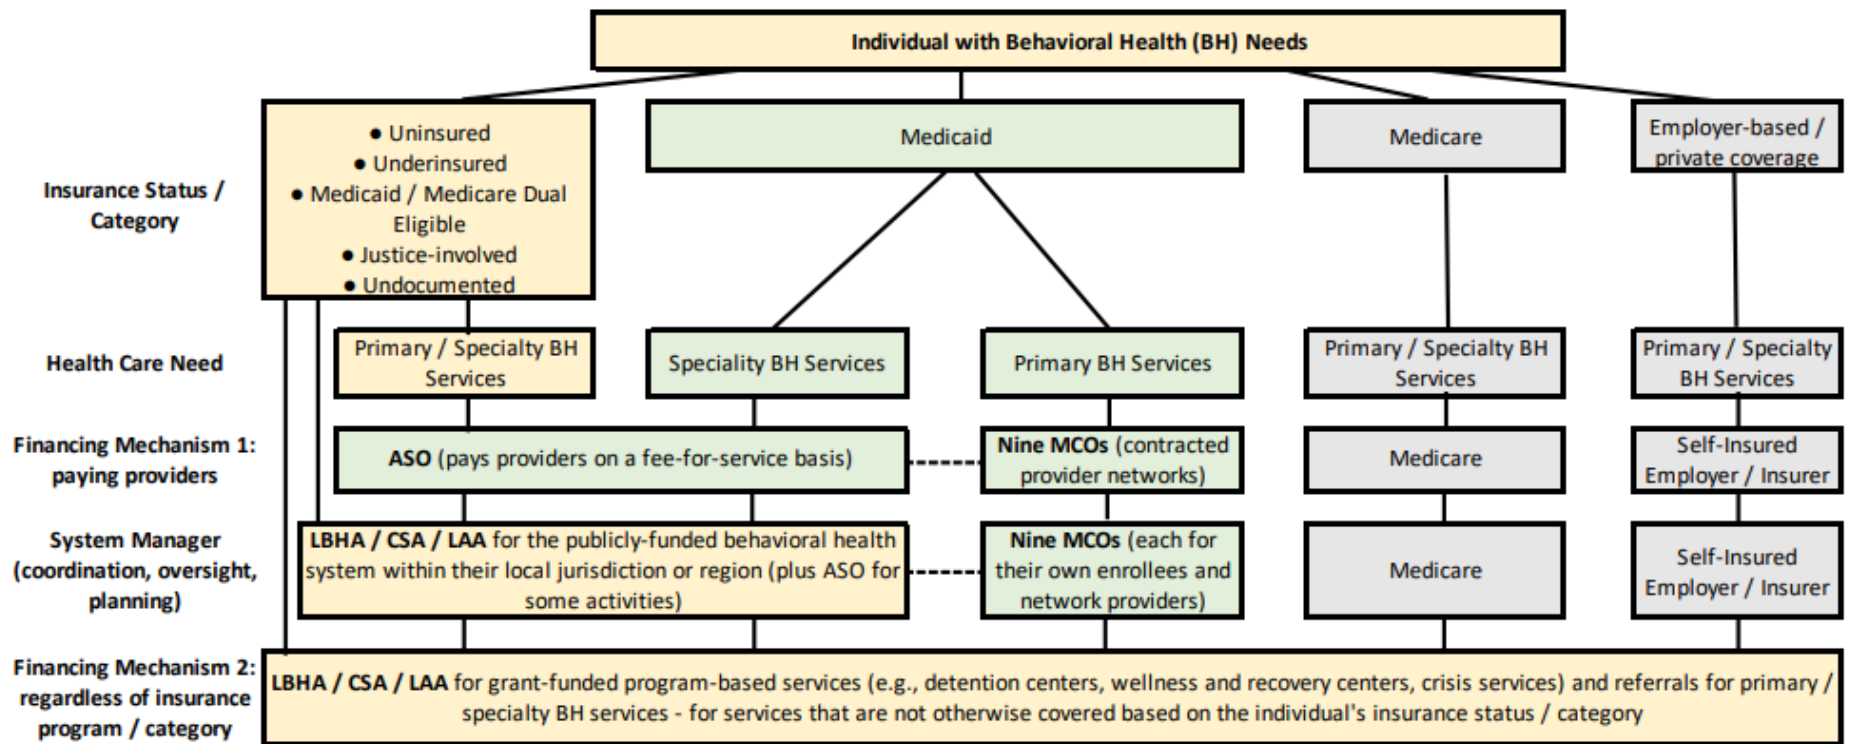 Individual with Behavioral Health (BH) Needs
Insurance Status /
Category
● Uninsured
● Underinsured
● Medicaid / Medicare Dual
Eligible
● Justice-involved
● Undocumented
Medicaid
Medicare
Employer-based /
private coverage
Health Care Need
Primary / Specialty BH
Services
Speciality BH Services
Primary BH Services
Primary / Specialty BH
Services
Primary / Specialty
BH Services
Financing Mechanism 1:
paying providers
ASO (pays providers on a fee-for-service basis)
Nine MCOs (contracted
provider networks)
Medicare
Self-Insured
Employer / Insurer
System Manager
(coordination, oversight,
planning)
LBHA / CSA / LAA for the publicly-funded behavioral health
system within their local jurisdiction or region (plus ASO for
some activities)
Nine MCOs (each for
their own enrollees and
network providers)
Medicare
Self-Insured
Employer / Insurer
Financing Mechanism 2:
regardless of insurance
program / category
LBHA / CSA / LAA for grant-funded program-based services (e.g., detention centers, wellness and recovery centers, crisis services) and referrals for primary /
specialty BH services - for services that are not otherwise covered based on the individual's insurance status / category